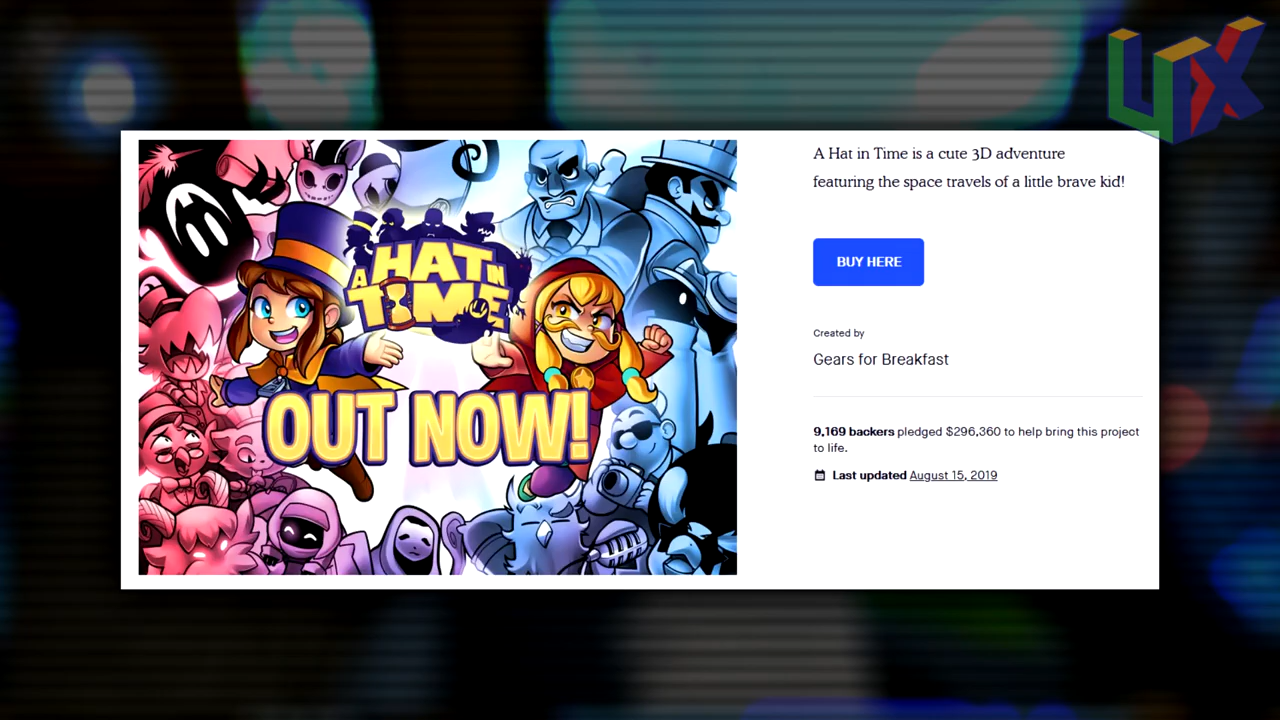 A HAT IN
TIME
OUT NOW!
A Hat in Time is a cute 3D adventure
featuring the space travels of a little brave kid!
BUY HERE
Created by
Gears for Breakfast
9,169 backers pledged $296,360 to help bring this project
to life.
Last updated August 15, 2019